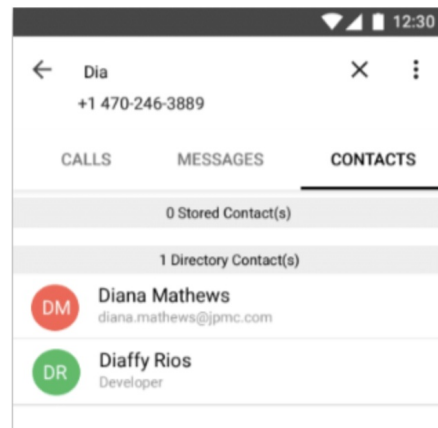 12:30
Dia
+1 470-246-3889
CALLS MESSAGES CONTACTS
0 Stored Contact(s)
1 Directory Contact(s)
DM Diana Mathews
diana.mathews@jpmc.com
DR Diaffy Rios
Developer